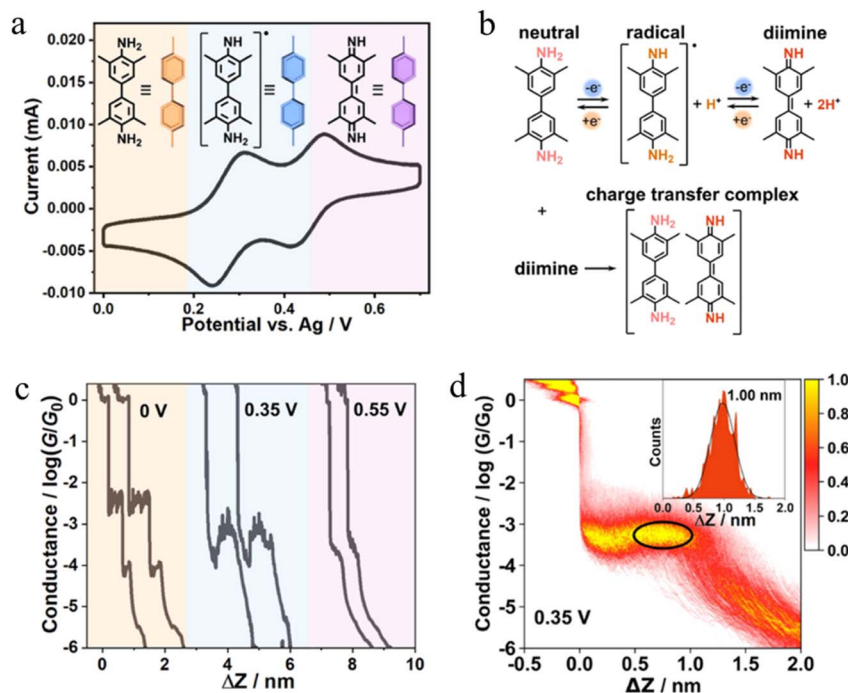 a
0.020
0.015
0.010
0.005
0.000
-0.005
-0.010
Current (mA)
NH₂
NH₂
≡
NH
•
NH₂
≡
NH
NH
≡
0.0
0.2
0.4
0.6
Potential vs. Ag / V
b
neutral
radical
diimine
NH₂
NH
•
NH
-e⁻
+e⁻
+ H⁺
-e⁻
+e⁻
+ 2H⁺
NH₂
NH₂
NH
+
charge transfer complex
diimine
NH₂
NH
NH₂
NH
c
0
-1
-2
-3
-4
-5
-6
Conductance / log(G/G₀)
0 V
0.35 V
0.55 V
0
2
4
6
8
10
ΔZ / nm
d
0
-1
-2
-3
-4
-5
-6
Conductance / log (G/G₀)
1.00 nm
Counts
0.0
0.5
1.0
1.5
2.0
ΔZ / nm
0.35 V
-0.5
0.0
0.5
1.0
1.5
2.0
ΔZ / nm
1.0
0.8
0.6
0.4
0.2
0.0